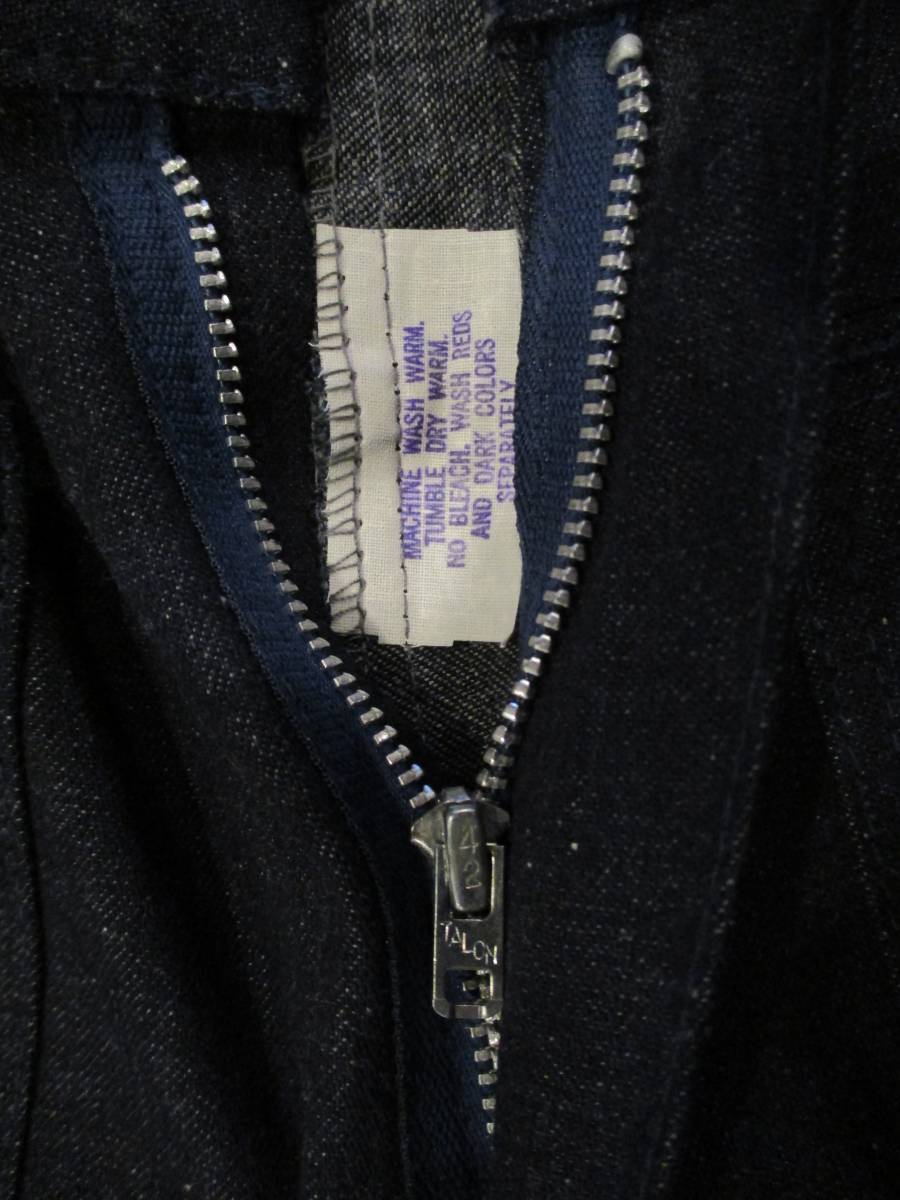 MACHINE WASH WARM.
TUMBLE DRY WARM.
NO BLEACH. WASH REDS
AND DARK COLORS
SEPARATELY
42
TALON